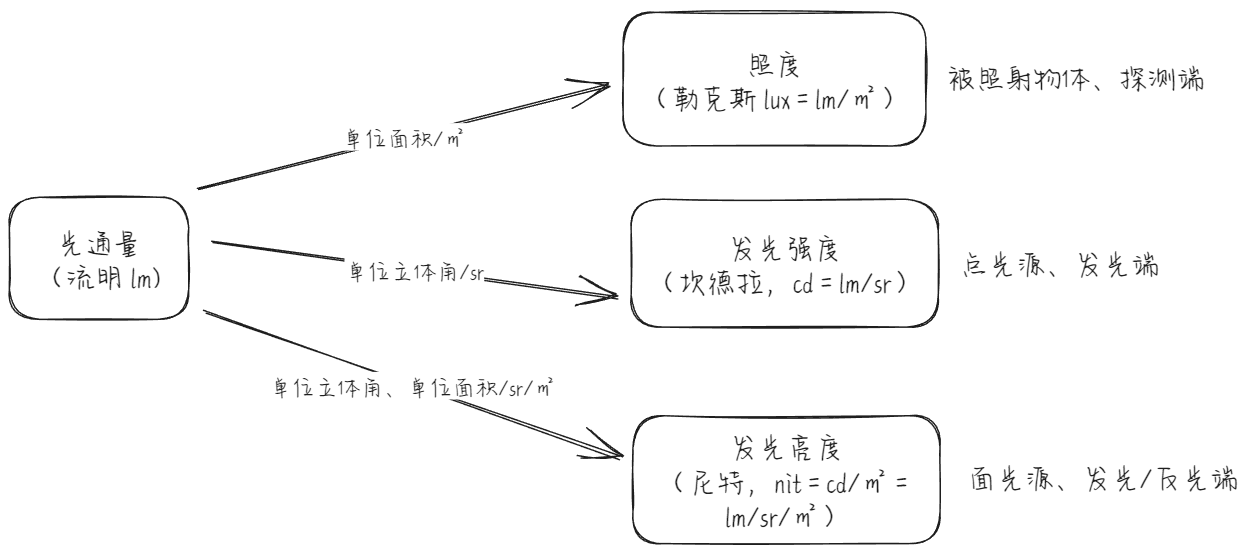 照度
（勒克斯 lux = lm/m²）
被照射物体、探测端
单位面积/m²
光通量
（流明 lm)
发光强度
（坎德拉，cd = lm/sr）
点光源、发光端
单位立体角/sr
单位立体角、单位面积/sr/m²
发光亮度
（尼特，nit = cd/m² =
lm/sr/m²）
面光源、发光/反光端